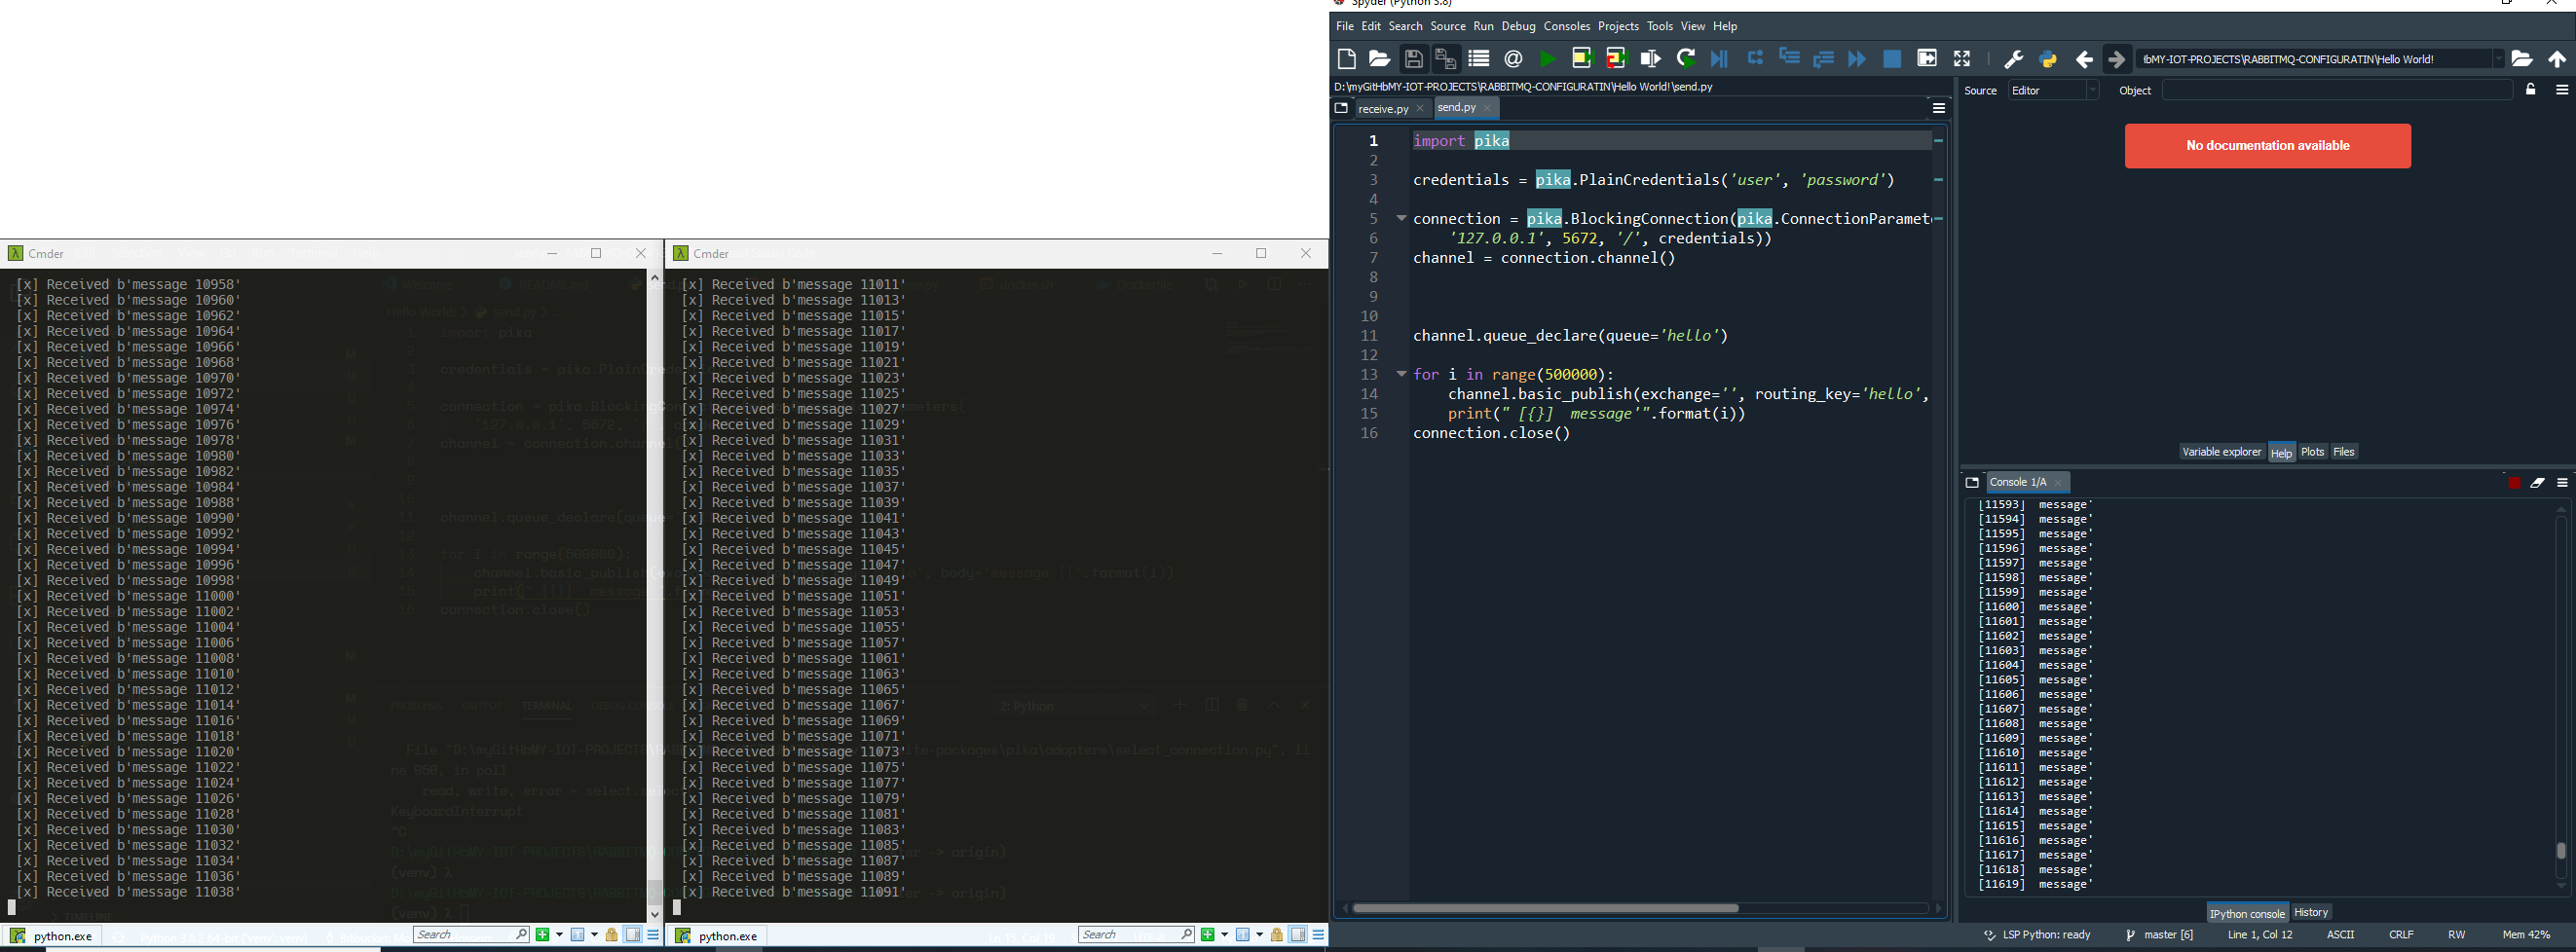 Cmder
[x] Received b'message 10958'
[x] Received b'message 10960'
[x] Received b'message 10962'
[x] Received b'message 10964'
[x] Received b'message 10966'
[x] Received b'message 10968'
[x] Received b'message 10970'
[x] Received b'message 10972'
[x] Received b'message 10974'
[x] Received b'message 10976'
[x] Received b'message 10978'
[x] Received b'message 10980'
[x] Received b'message 10982'
[x] Received b'message 10984'
[x] Received b'message 10988'
[x] Received b'message 10990'
[x] Received b'message 10992'
[x] Received b'message 10994'
[x] Received b'message 10996'
[x] Received b'message 10998'
[x] Received b'message 11000'
[x] Received b'message 11002'
[x] Received b'message 11004'
[x] Received b'message 11006'
[x] Received b'message 11008'
[x] Received b'message 11010'
[x] Received b'message 11012'
[x] Received b'message 11014'
[x] Received b'message 11016'
[x] Received b'message 11018'
[x] Received b'message 11020'
[x] Received b'message 11022'
[x] Received b'message 11024'
[x] Received b'message 11026'
[x] Received b'message 11028'
[x] Received b'message 11030'
[x] Received b'message 11032'
[x] Received b'message 11034'
[x] Received b'message 11036'
[x] Received b'message 11038'
python.exe
Search
Cmder
[x] Received b'message 11011'
[x] Received b'message 11013'
[x] Received b'message 11015'
[x] Received b'message 11017'
[x] Received b'message 11019'
[x] Received b'message 11021'
[x] Received b'message 11023'
[x] Received b'message 11025'
[x] Received b'message 11027'
[x] Received b'message 11029'
[x] Received b'message 11031'
[x] Received b'message 11033'
[x] Received b'message 11035'
[x] Received b'message 11037'
[x] Received b'message 11039'
[x] Received b'message 11041'
[x] Received b'message 11043'
[x] Received b'message 11045'
[x] Received b'message 11047'
[x] Received b'message 11049'
[x] Received b'message 11051'
[x] Received b'message 11053'
[x] Received b'message 11055'
[x] Received b'message 11057'
[x] Received b'message 11061'
[x] Received b'message 11063'
[x] Received b'message 11065'
[x] Received b'message 11067'
[x] Received b'message 11069'
[x] Received b'message 11071'
[x] Received b'message 11073'
[x] Received b'message 11075'
[x] Received b'message 11077'
[x] Received b'message 11079'
[x] Received b'message 11081'
[x] Received b'message 11083'
[x] Received b'message 11085'
[x] Received b'message 11087'
[x] Received b'message 11089'
[x] Received b'message 11091'
python.exe
Search
Spyder (Python 3.8)
File Edit Search Source Run Debug Consoles Projects Tools View Help
ibMY-IOT-PROJECTS\RABBITMQ-CONFIGURATIN\Hello World!
D:\myGitHbMY-IOT-PROJECTS\RABBITMQ-CONFIGURATIN\Hello World!\send.py
receive.py send.py
1 import pika
2
3 credentials = pika.PlainCredentials('user', 'password')
4
5 connection = pika.BlockingConnection(pika.ConnectionParamet
6 '127.0.0.1', 5672, '/', credentials))
7 channel = connection.channel()
8
9
10
11 channel.queue_declare(queue='hello')
12
13 for i in range(500000):
14 channel.basic_publish(exchange='', routing_key='hello',
15 print(" [{}]  message'".format(i))
16 connection.close()
Source Editor Object
No documentation available
Variable explorer Help Plots Files
Console 1/A
[11593] message'
[11594] message'
[11595] message'
[11596] message'
[11597] message'
[11598] message'
[11599] message'
[11600] message'
[11601] message'
[11602] message'
[11603] message'
[11604] message'
[11605] message'
[11606] message'
[11607] message'
[11608] message'
[11609] message'
[11610] message'
[11611] message'
[11612] message'
[11613] message'
[11614] message'
[11615] message'
[11616] message'
[11617] message'
[11618] message'
[11619] message'
IPython console History
LSP Python: ready master [6] Line 1, Col 12 ASCII CRLF RW Mem 42%